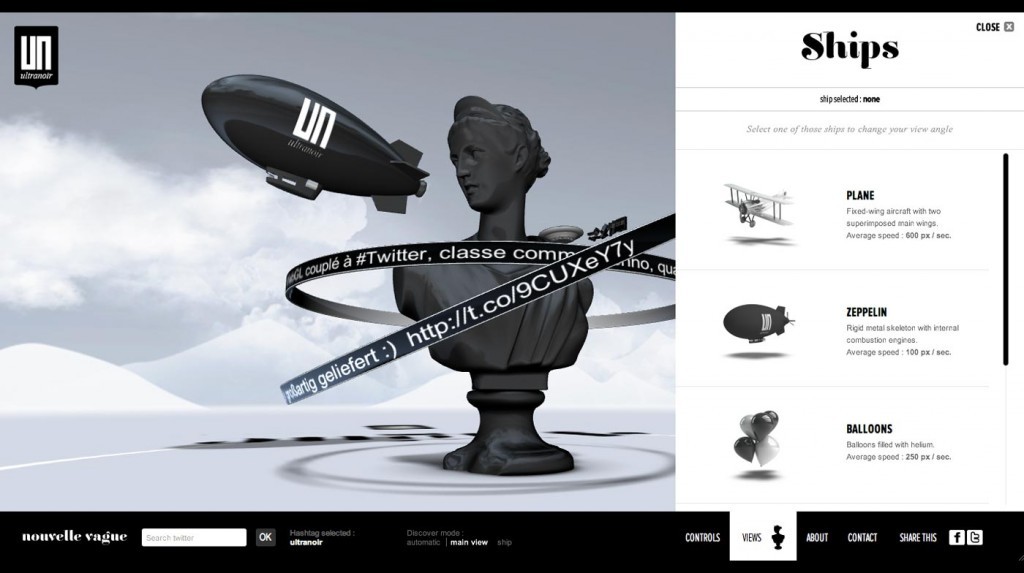 UN
ultranoir
UN
ultranoir
couplé à #Twitter, classe comm
http://t.co/9CUXeY7y
geliefert :)
CLOSE
Ships
ship selected : none
Select one of those ships to change your view angle
PLANE
Fixed-wing aircraft with two
superimposed main wings.
Average speed : 600 px / sec.
UN
ZEPPELIN
Rigid metal skeleton with internal
combustion engines.
Average speed : 100 px / sec.
BALLOONS
Balloons filled with helium.
Average speed : 250 px / sec.
nouvelle vague
Search twitter
OK
Hashtag selected :
ultranoir
Discover mode :
automatic | main view ship
CONTROLS
VIEWS
ABOUT
CONTACT
SHARE THIS